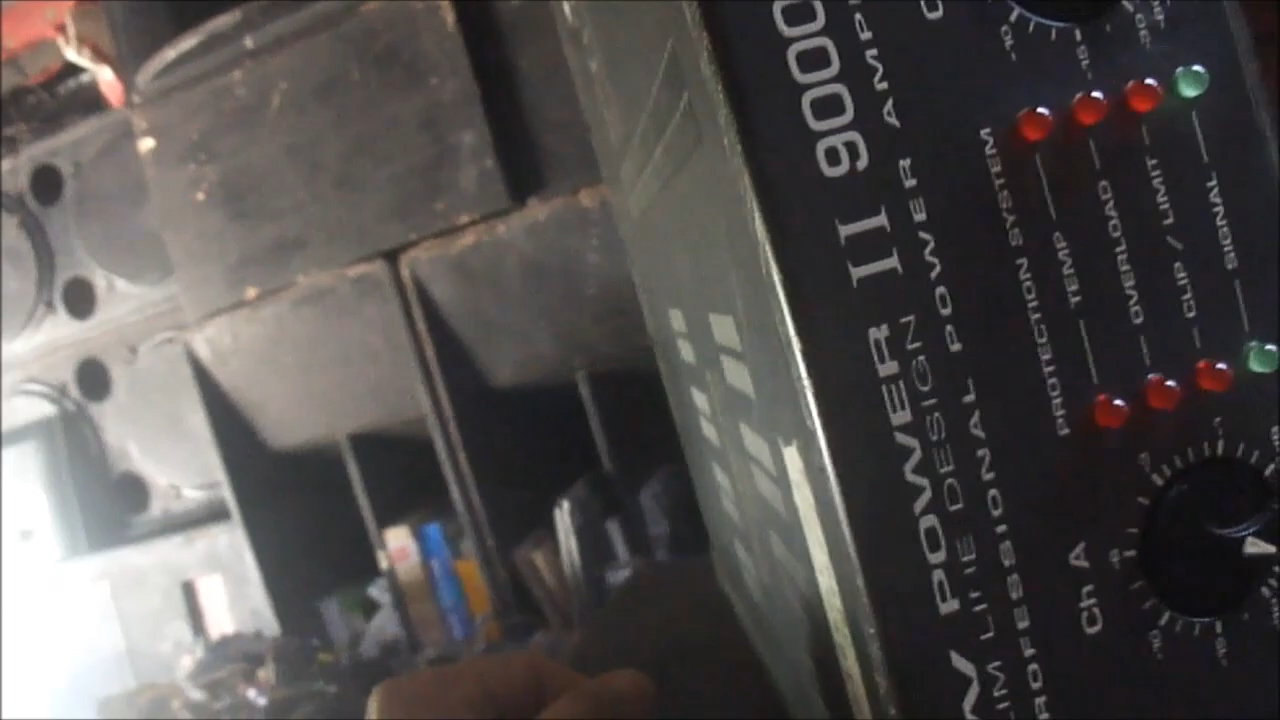 W POWER II 9000
SLIM LINE DESIGN
PROFESSIONAL POWER AMP
PROTECTION SYSTEM
TEMP
OVERLOAD
CLIP / LIMIT
SIGNAL
Ch A